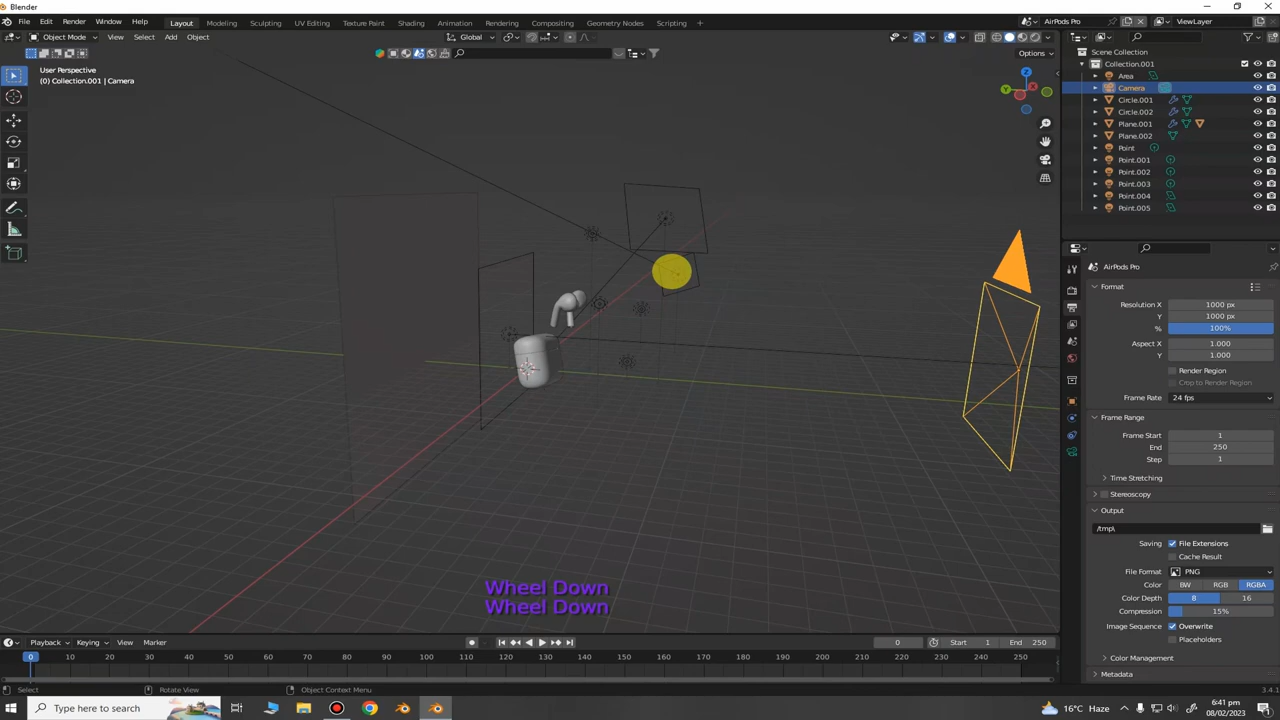 Blender
File Edit Render Window Help Layout Modeling Sculpting UV Editing Texture Paint Shading Animation Rendering Compositing Geometry Nodes Scripting + AirPods Pro ViewLayer
Object Mode View Select Add Object Global
Options
User Perspective
(0) Collection.001 | Camera
Z
Y
X
Scene Collection
Collection.001
Area
Camera
Circle.001
Circle.002
Plane.001
Plane.002
Point
Point.001
Point.002
Point.003
Point.004
Point.005
AirPods Pro
Format
Resolution X 1000 px
Y 1000 px
% 100%
Aspect X 1.000
Y 1.000
Render Region
Crop to Render Region
Frame Rate 24 fps
Frame Range
Frame Start 1
End 250
Step 1
Time Stretching
Stereoscopy
Output
/tmp\
Saving File Extensions
Cache Result
File Format PNG
Color BW RGB RGBA
Color Depth 8 16
Compression 15%
Image Sequence Overwrite
Placeholders
Color Management
Metadata
Wheel Down
Wheel Down
Playback Keying View Marker 0 Start 1 End 250
0 10 20 30 40 50 60 70 80 90 100 110 120 130 140 150 160 170 180 190 200 210 220 230 240 250
Select Rotate View Object Context Menu 3.4.1
Type here to search 16°C Haze 6:41 pm
08/02/2023